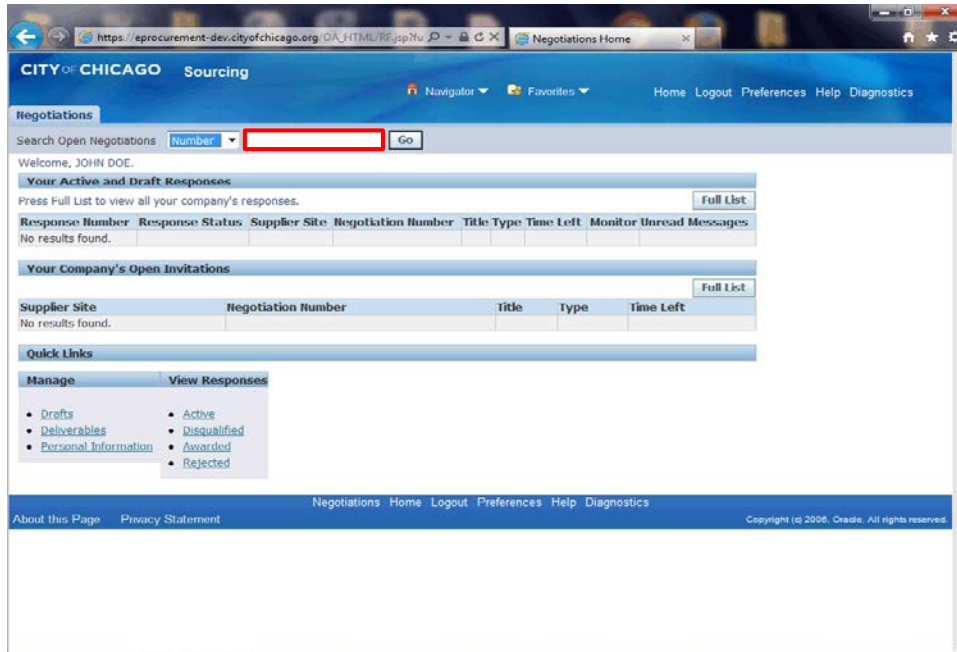 https://eprocurement-dev.cityofchicago.org/OA_HTML/RF.jsp?fu
Negotiations Home
CITY OF CHICAGO Sourcing
Navigator Favorites Home Logout Preferences Help Diagnostics
Negotiations
Search Open Negotiations Number Go
Welcome, JOHN DOE.
Your Active and Draft Responses
Press Full List to view all your company's responses. Full List
Response Number Response Status Supplier Site Negotiation Number Title Type Time Left Monitor Unread Messages
No results found.
Your Company's Open Invitations
Full List
Supplier Site Negotiation Number Title Type Time Left
No results found.
Quick Links
Manage View Responses
• Drafts • Active
• Deliverables • Disqualified
• Personal Information • Awarded
• Rejected
Negotiations Home Logout Preferences Help Diagnostics
About this Page Privacy Statement Copyright (c) 2006, Oracle. All rights reserved.